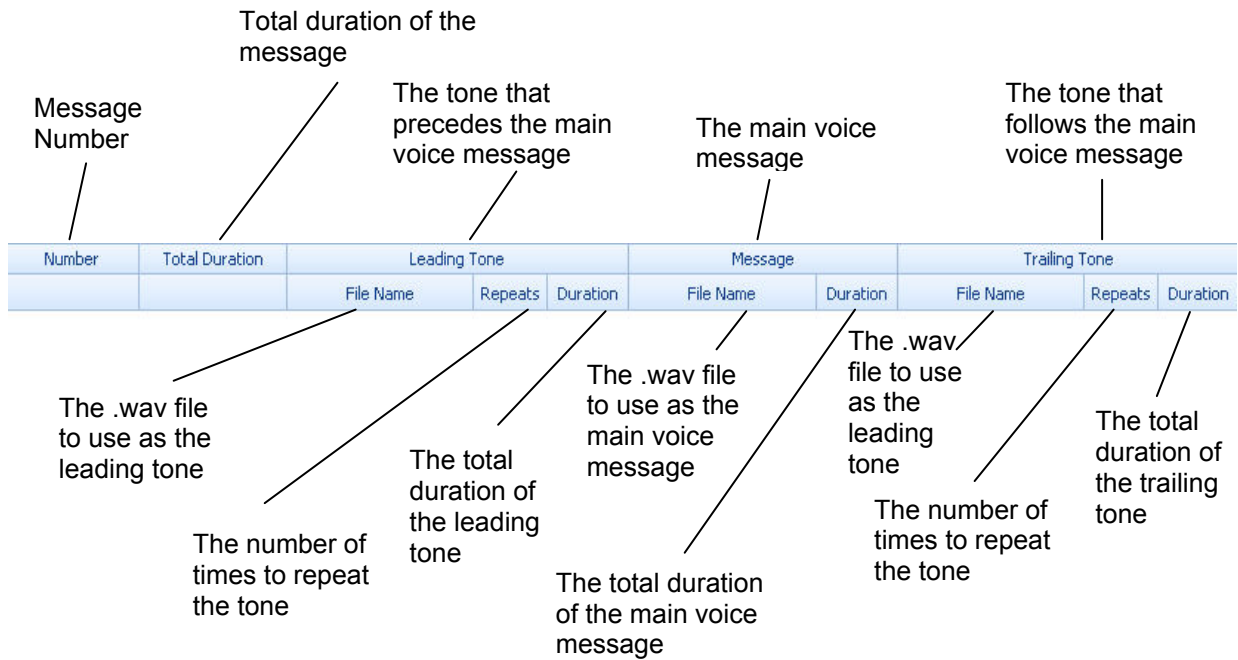 Total duration of the
message
Message
Number
The tone that
precedes the main
voice message
The main voice
message
The tone that
follows the main
voice message
Number
Total Duration
Leading Tone
Message
Trailing Tone
File Name
Repeats
Duration
File Name
Duration
File Name
Repeats
Duration
The .wav file
to use as the
leading tone
The number of
times to repeat
the tone
The total
duration of
the leading
tone
The .wav file
to use as the
main voice
message
The total duration
of the main voice
message
The .wav
file to use
as the
leading
tone
The number of
times to repeat
the tone
The total
duration of
the trailing
tone